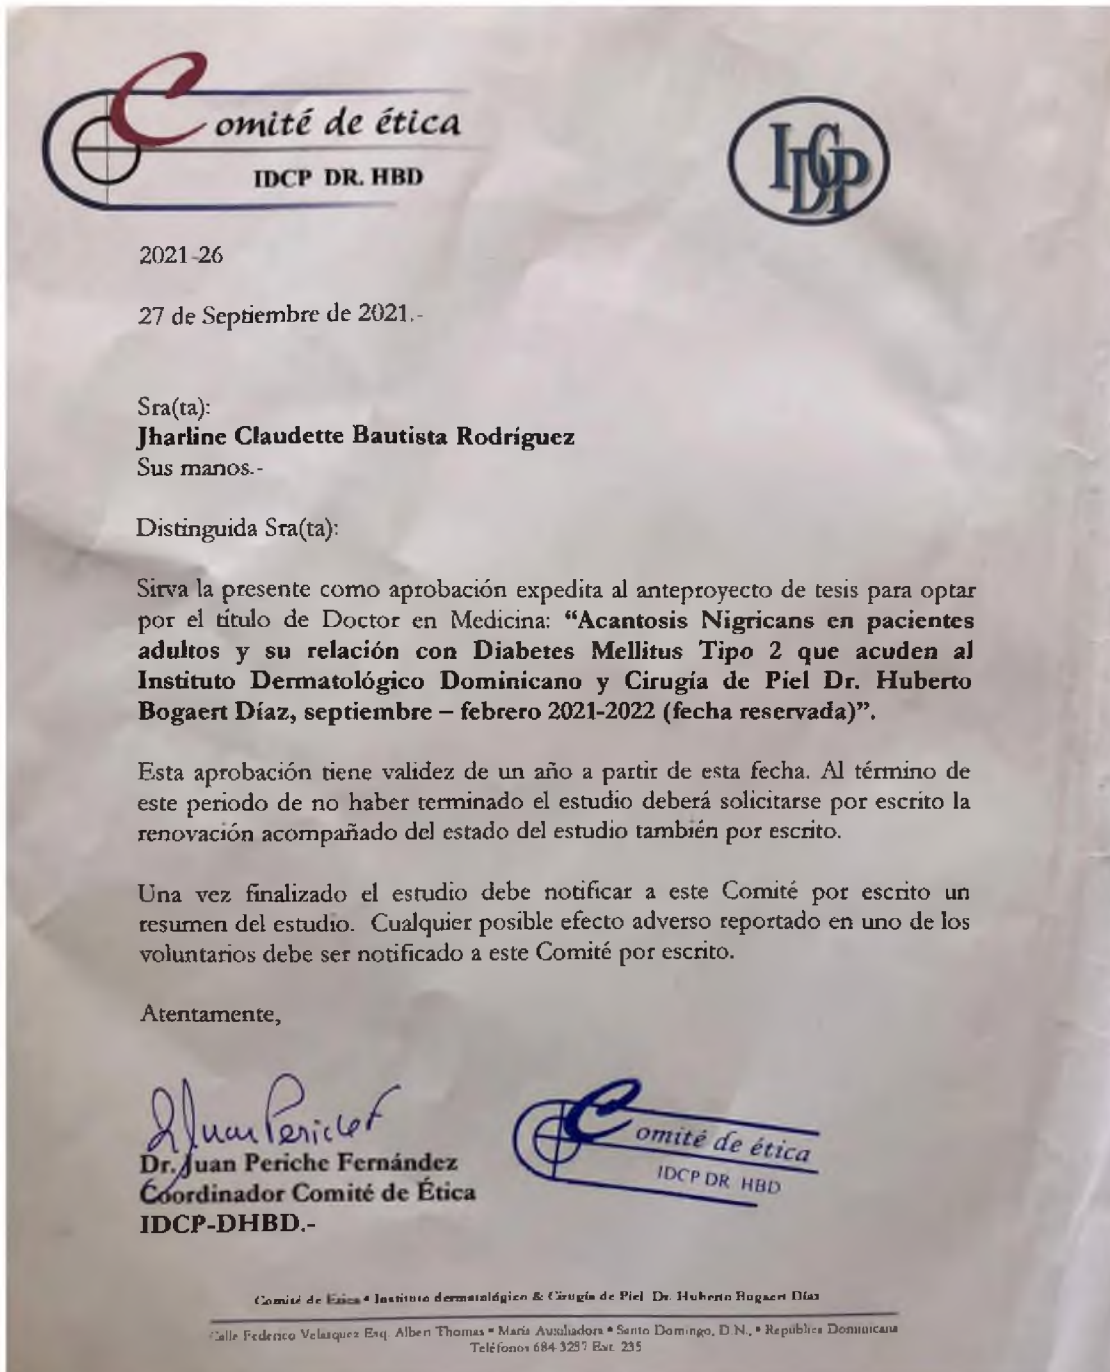 Comité de ética
IDCP DR. HBD
IDCP
2021-26
27 de Septiembre de 2021.-
Sra(ta):
Jharline Claudette Bautista Rodríguez
Sus manos.-
Distinguida Sra(ta):
Sirva la presente como aprobación expedita al anteproyecto de tesis para optar
por el título de Doctor en Medicina: “Acantosis Nigricans en pacientes
adultos y su relación con Diabetes Mellitus Tipo 2 que acuden al
Instituto Dermatológico Dominicano y Cirugía de Piel Dr. Huberto
Bogaert Díaz, septiembre – febrero 2021-2022 (fecha reservada)”.
Esta aprobación tiene validez de un año a partir de esta fecha. Al término de
este periodo de no haber terminado el estudio deberá solicitarse por escrito la
renovación acompañado del estado del estudio también por escrito.
Una vez finalizado el estudio debe notificar a este Comité por escrito un
resumen del estudio. Cualquier posible efecto adverso reportado en uno de los
voluntarios debe ser notificado a este Comité por escrito.
Atentamente,
Juan Periche F
Dr. Juan Periche Fernández
Coordinador Comité de Ética
IDCP-DHBD.-
Comité de ética
IDCP DR. HBD
Comité de Etica • Instituto dermatológico & Cirugía de Piel Dr. Huberto Bogaert Díaz
Calle Federico Velasquez Esq. Albert Thomas • María Auxiliadora • Santo Domingo, D.N., • República Dominicana
Teléfonos 684-3257 Ext. 235